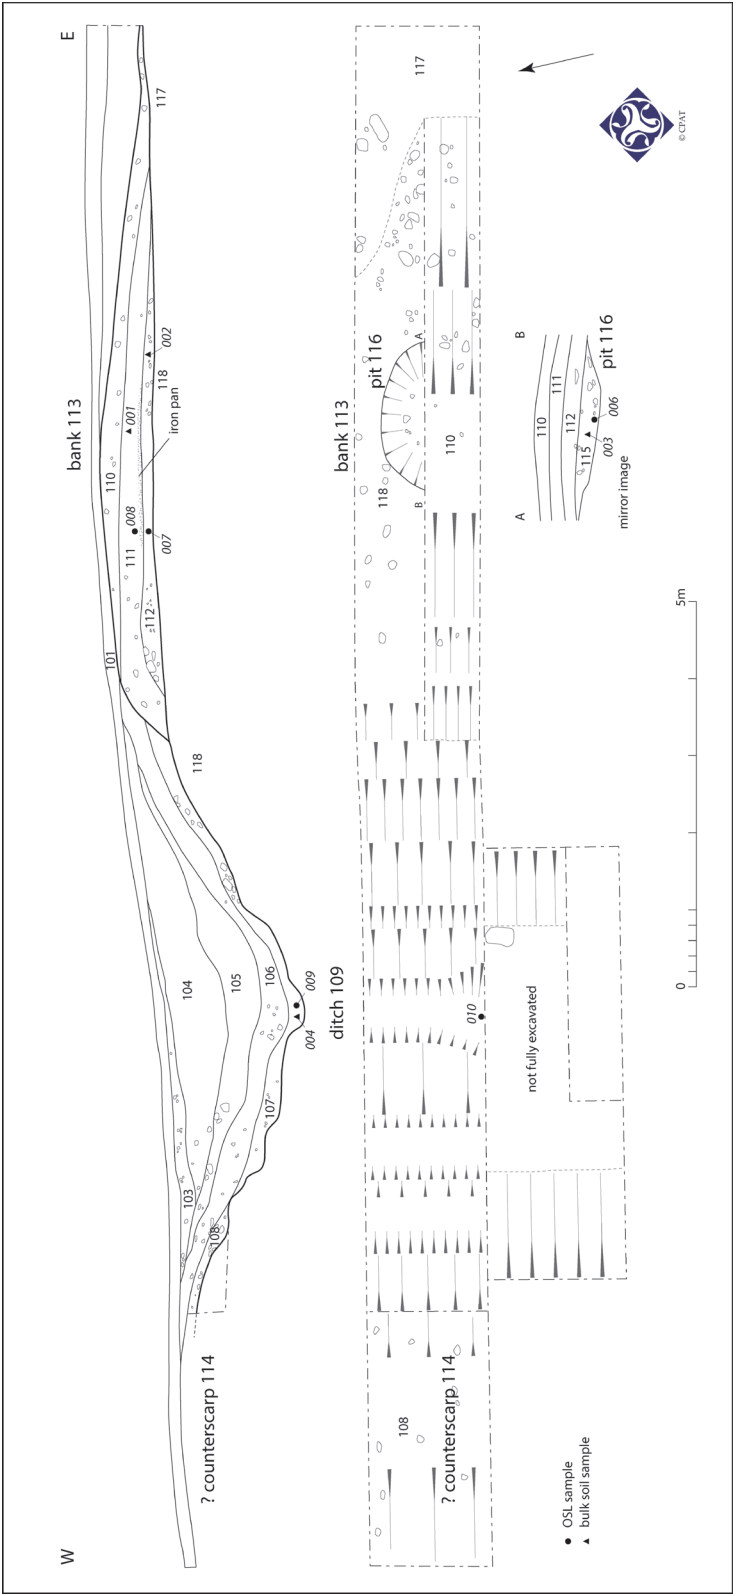 W
E
? counterscarp 114
108
103
107
104
105
106
004
009
ditch 109
118
101
bank 113
110
111
112
008
007
001
iron pan
118
002
117
? counterscarp 114
108
010
not fully excavated
bank 113
118
pit 116
B
A
110
117
A
B
110
111
112
115
003
006
pit 116
mirror image
0
5m
OSL sample
bulk soil sample
© CPAT